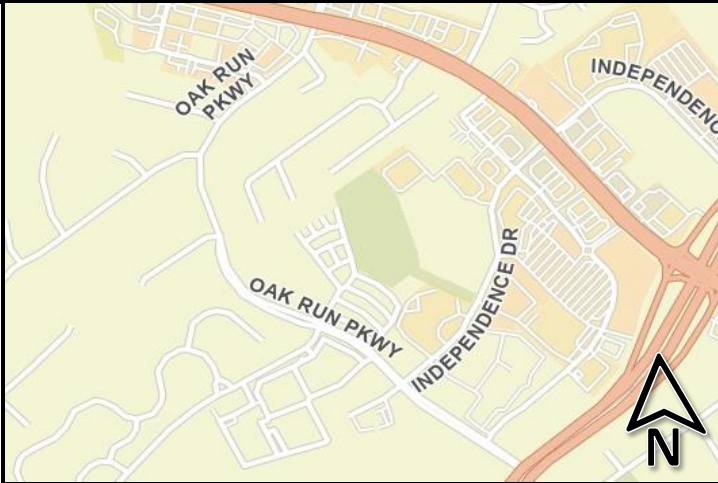 OAK RUN
PKWY
INDEPENDENC
OAK RUN PKWY
INDEPENDENCE DR
N